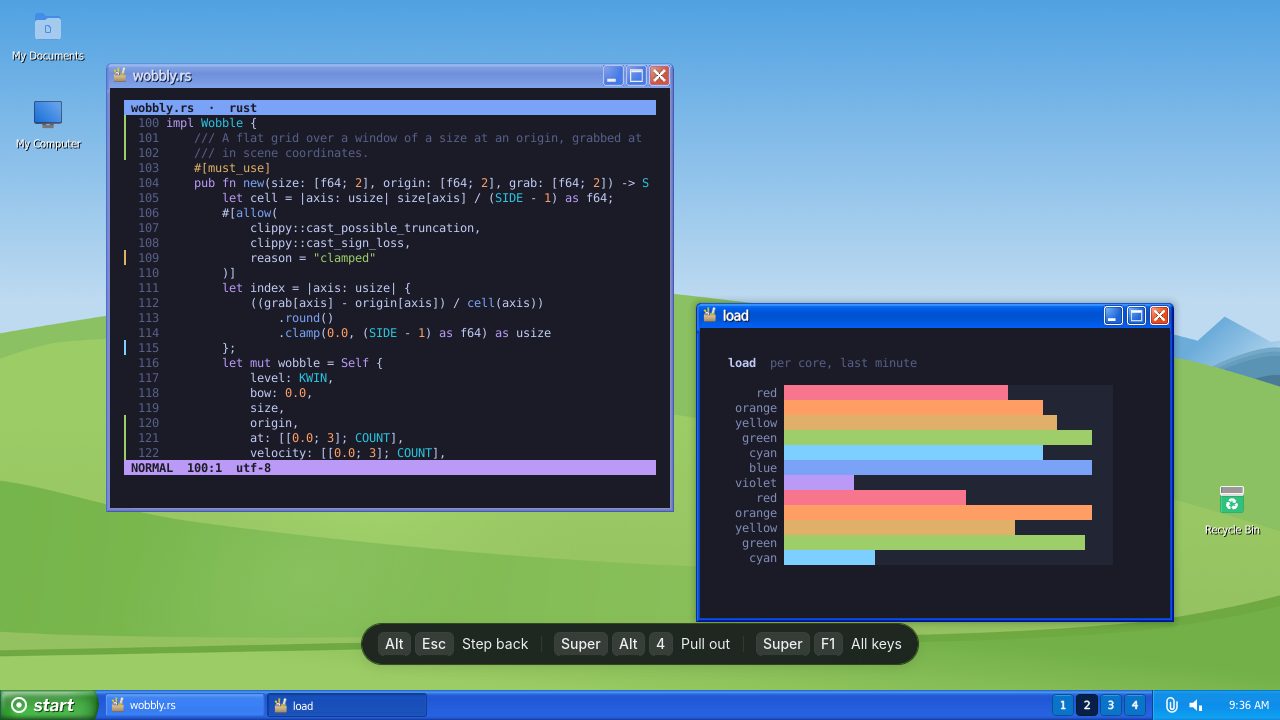 My Documents
My Computer
wobbly.rs
wobbly.rs · rust
100 impl Wobble {
101 /// A flat grid over a window of a size at an origin, grabbed at
102 /// in scene coordinates.
103 #[must_use]
104 pub fn new(size: [f64; 2], origin: [f64; 2], grab: [f64; 2]) -> S
105 let cell = |axis: usize| size[axis] / (SIDE - 1) as f64;
106 #[allow(
107 clippy::cast_possible_truncation,
108 clippy::cast_sign_loss,
109 reason = "clamped"
110 )]
111 let index = |axis: usize| {
112 ((grab[axis] - origin[axis]) / cell(axis))
113 .round()
114 .clamp(0.0, (SIDE - 1) as f64) as usize
115 };
116 let mut wobble = Self {
117 level: KWIN,
118 bow: 0.0,
119 size,
120 origin,
121 at: [[0.0; 3]; COUNT],
122 velocity: [[0.0; 3]; COUNT],
NORMAL 100:1 utf-8
load
load per core, last minute
red
orange
yellow
green
cyan
blue
violet
red
orange
yellow
green
cyan
Recycle Bin
Alt Esc Step back Super Alt 4 Pull out Super F1 All keys
start wobbly.rs load 1 2 3 4 9:36 AM